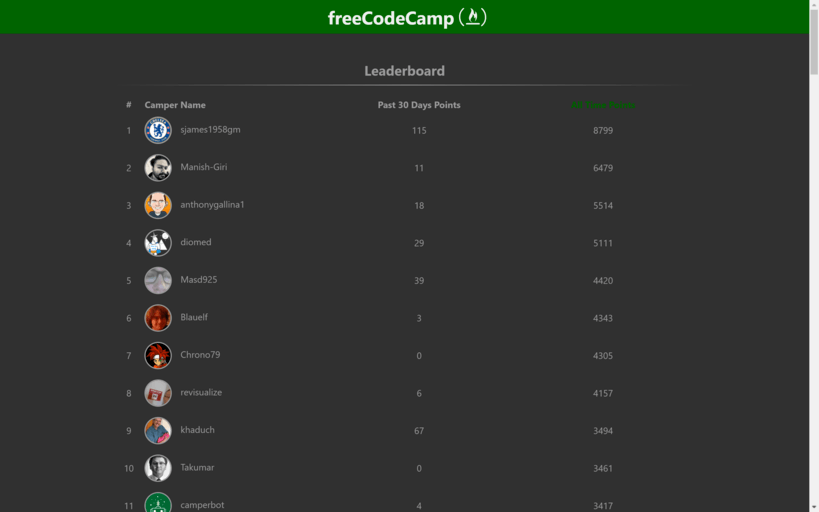 freeCodeCamp
Leaderboard
# Camper Name Past 30 Days Points All Time Points
1 sjames1958gm 115 8799
2 Manish-Giri 11 6479
3 anthonygallina1 18 5514
4 diomed 29 5111
5 Masd925 39 4420
6 Blauelf 3 4343
7 Chrono79 0 4305
8 revisualize 6 4157
9 khaduch 67 3494
10 Takumar 0 3461
11 camperbot 4 3417